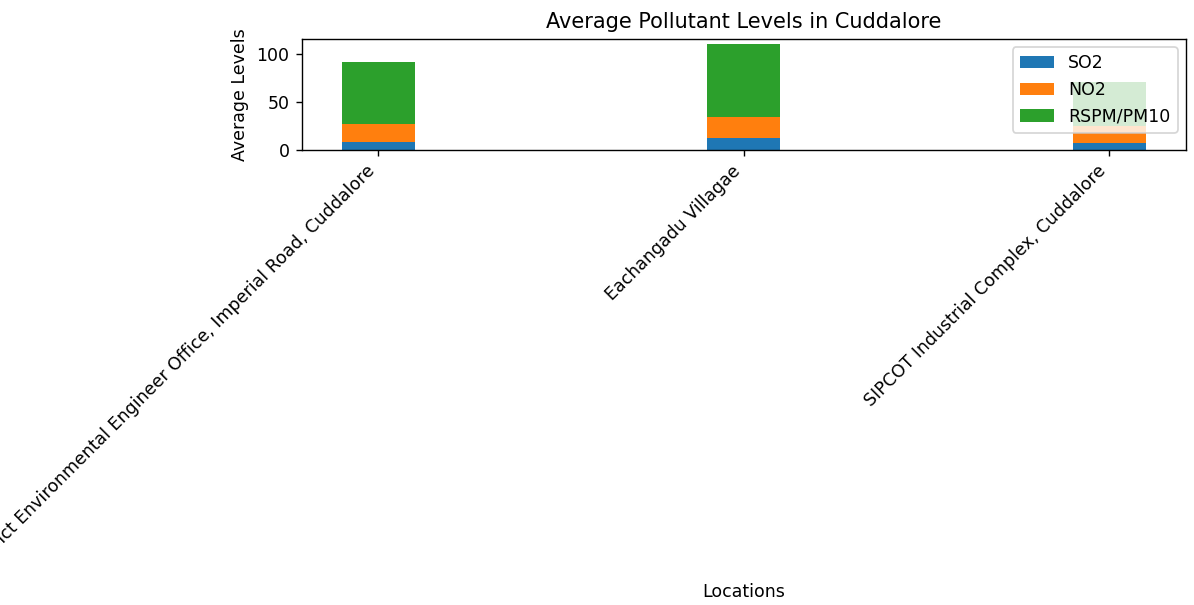 Average Pollutant Levels in Cuddalore
Average Levels
100
50
0
SO2
NO2
RSPM/PM10
Environmental Engineer Office, Imperial Road, Cuddalore
Eachangadu Villagae
SIPCOT Industrial Complex, Cuddalore
Locations